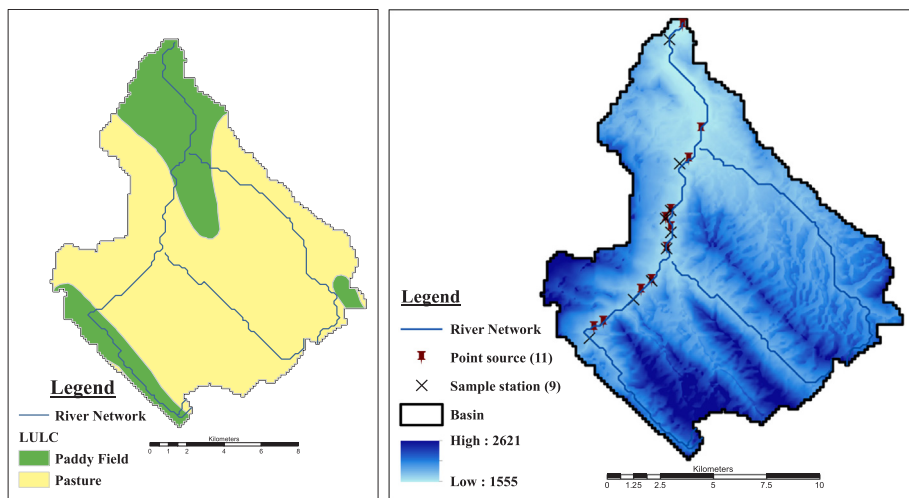 Legend
River Network
LULC
Paddy Field
Pasture
Kilometers
0 1 2 4 6 8
Legend
River Network
Point source (11)
Sample station (9)
Basin
High : 2621
Low : 1555
Kilometers
0 1.25 2.5 5 7.5 10